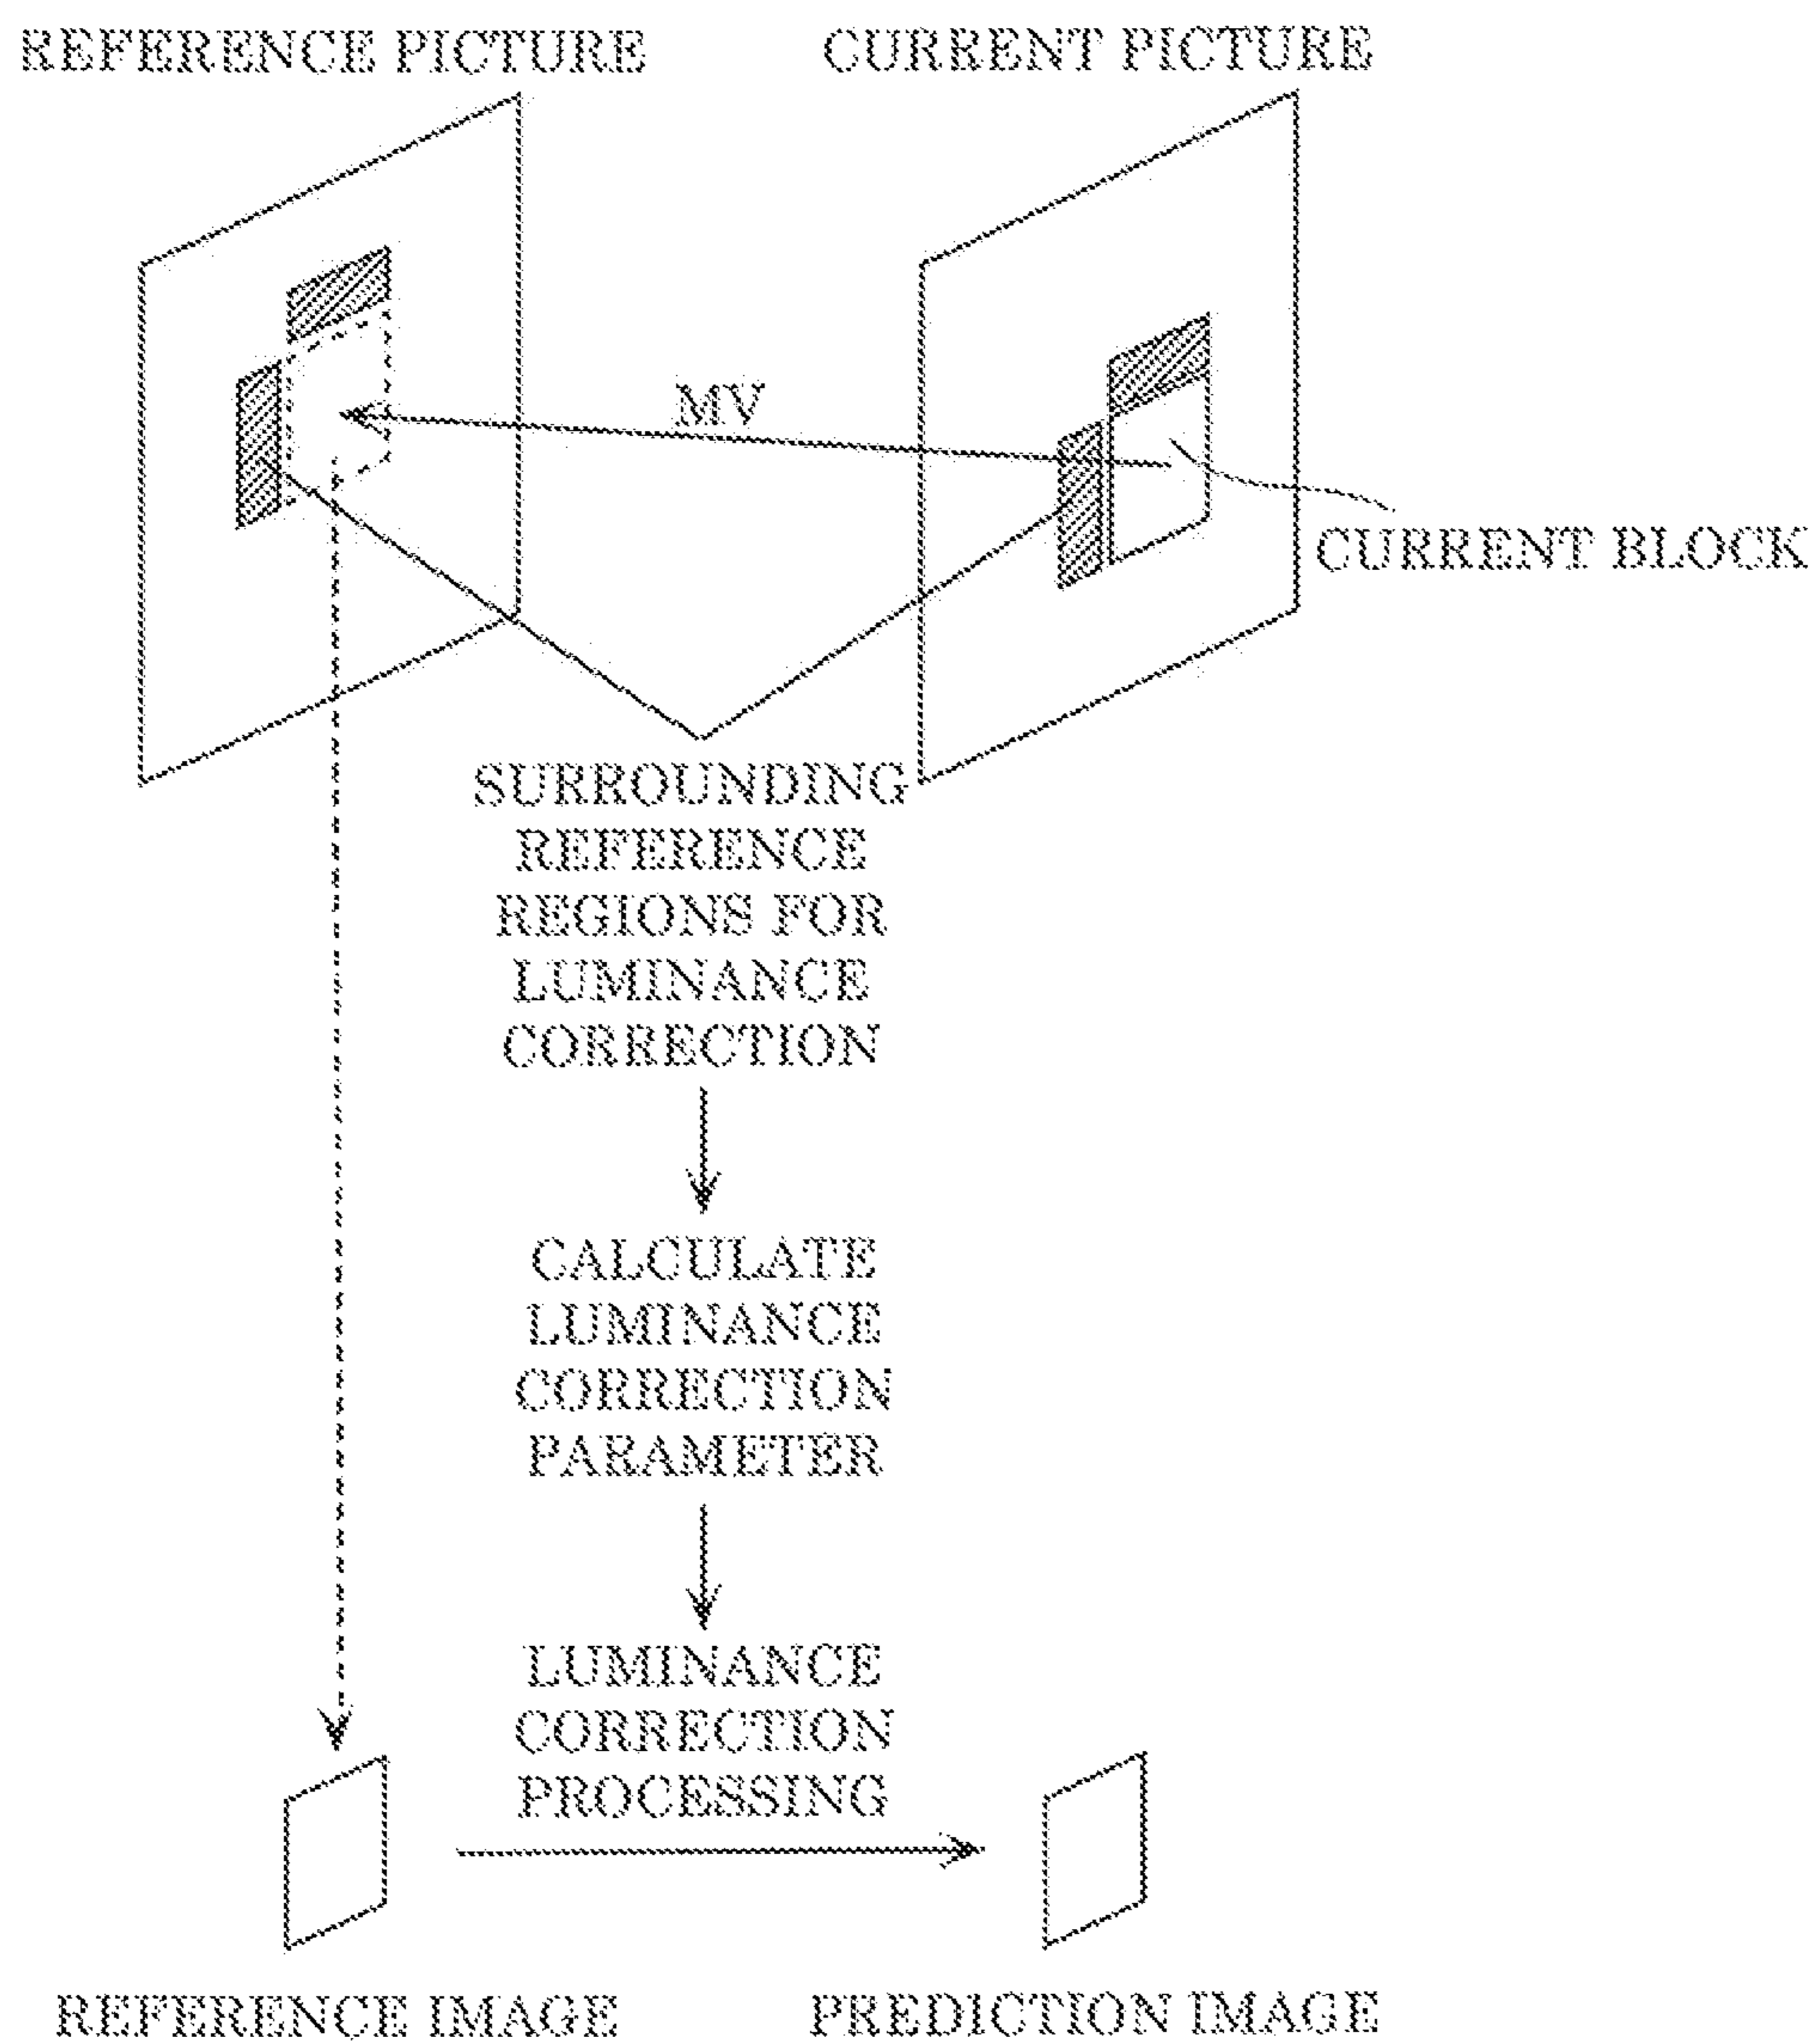 REFERENCE PICTURE
CURRENT PICTURE
MV
CURRENT BLOCK
SURROUNDING
REFERENCE
REGIONS FOR
LUMINANCE
CORRECTION
CALCULATE
LUMINANCE
CORRECTION
PARAMETER
LUMINANCE
CORRECTION
PROCESSING
REFERENCE IMAGE
PREDICTION IMAGE